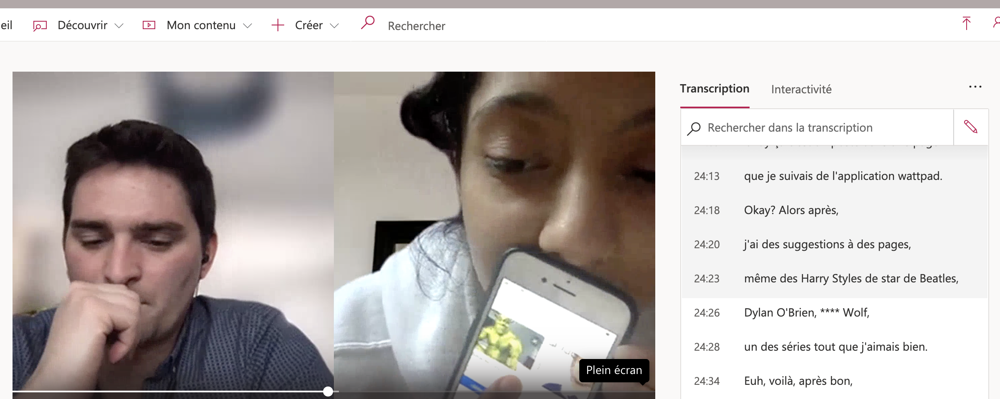 eil Découvrir Mon contenu Créer Rechercher
Transcription Interactivité
Rechercher dans la transcription
24:13 que je suivais de l'application wattpad.
24:18 Okay? Alors après,
24:20 j'ai des suggestions à des pages,
24:23 même des Harry Styles de star de Beatles,
24:26 Dylan O'Brien, **** Wolf,
24:28 un des séries tout que j'aimais bien.
24:34 Euh, voilà, après bon,
Plein écran